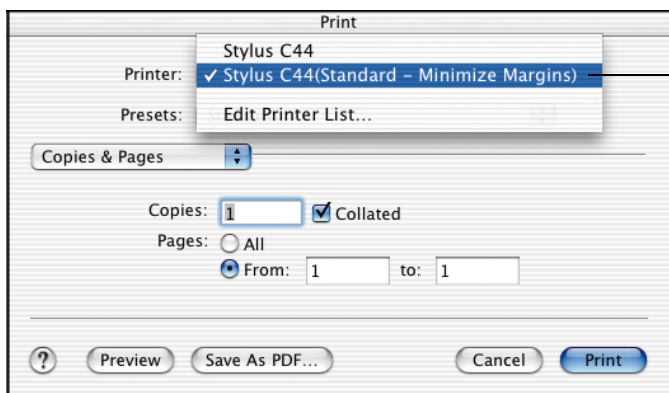 Print
Stylus C44
Printer: ✓ Stylus C44(Standard – Minimize Margins)
Presets: Edit Printer List...
Copies & Pages
Copies: 1 Collated
Pages: All
From: 1 to: 1
? Preview Save As PDF... Cancel Print